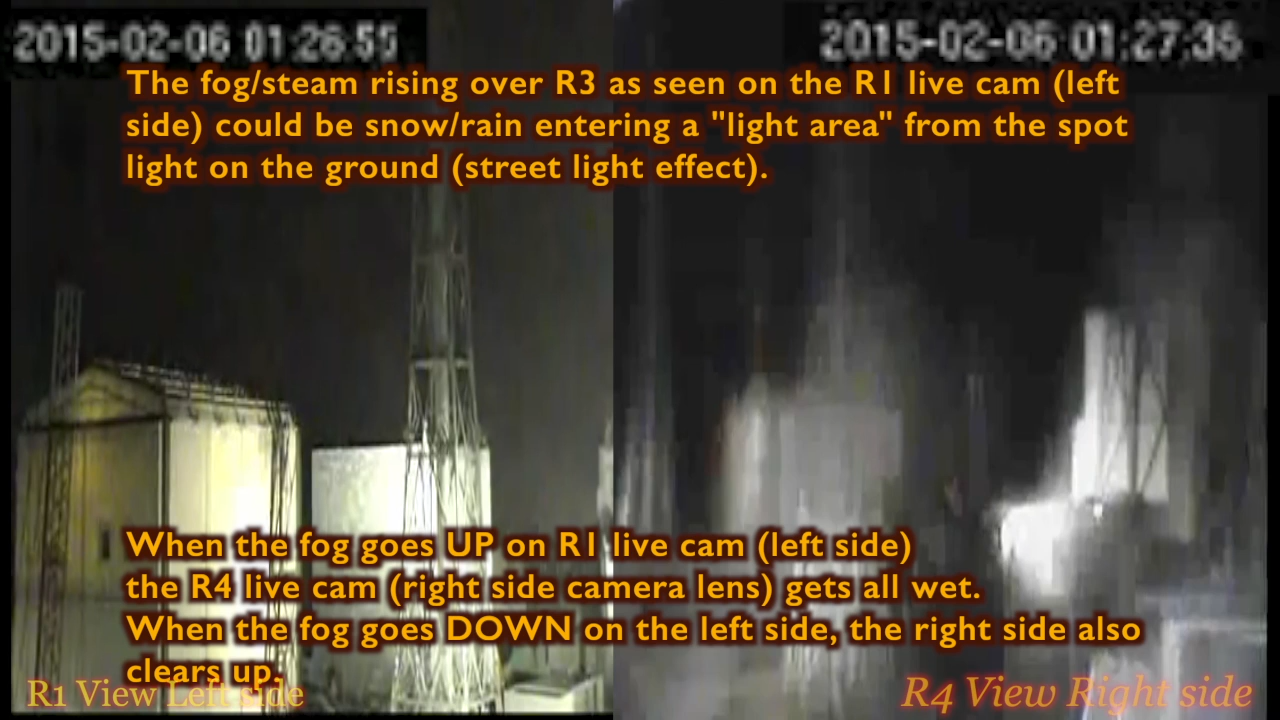 2015-02-06 01:26:55
2015-02-06 01:27:36
The fog/steam rising over R3 as seen on the R1 live cam (left
side) could be snow/rain entering a "light area" from the spot
light on the ground (street light effect).
When the fog goes UP on R1 live cam (left side)
the R4 live cam (right side camera lens) gets all wet.
When the fog goes DOWN on the left side, the right side also
clears up.
R1 View Left side
R4 View Right side